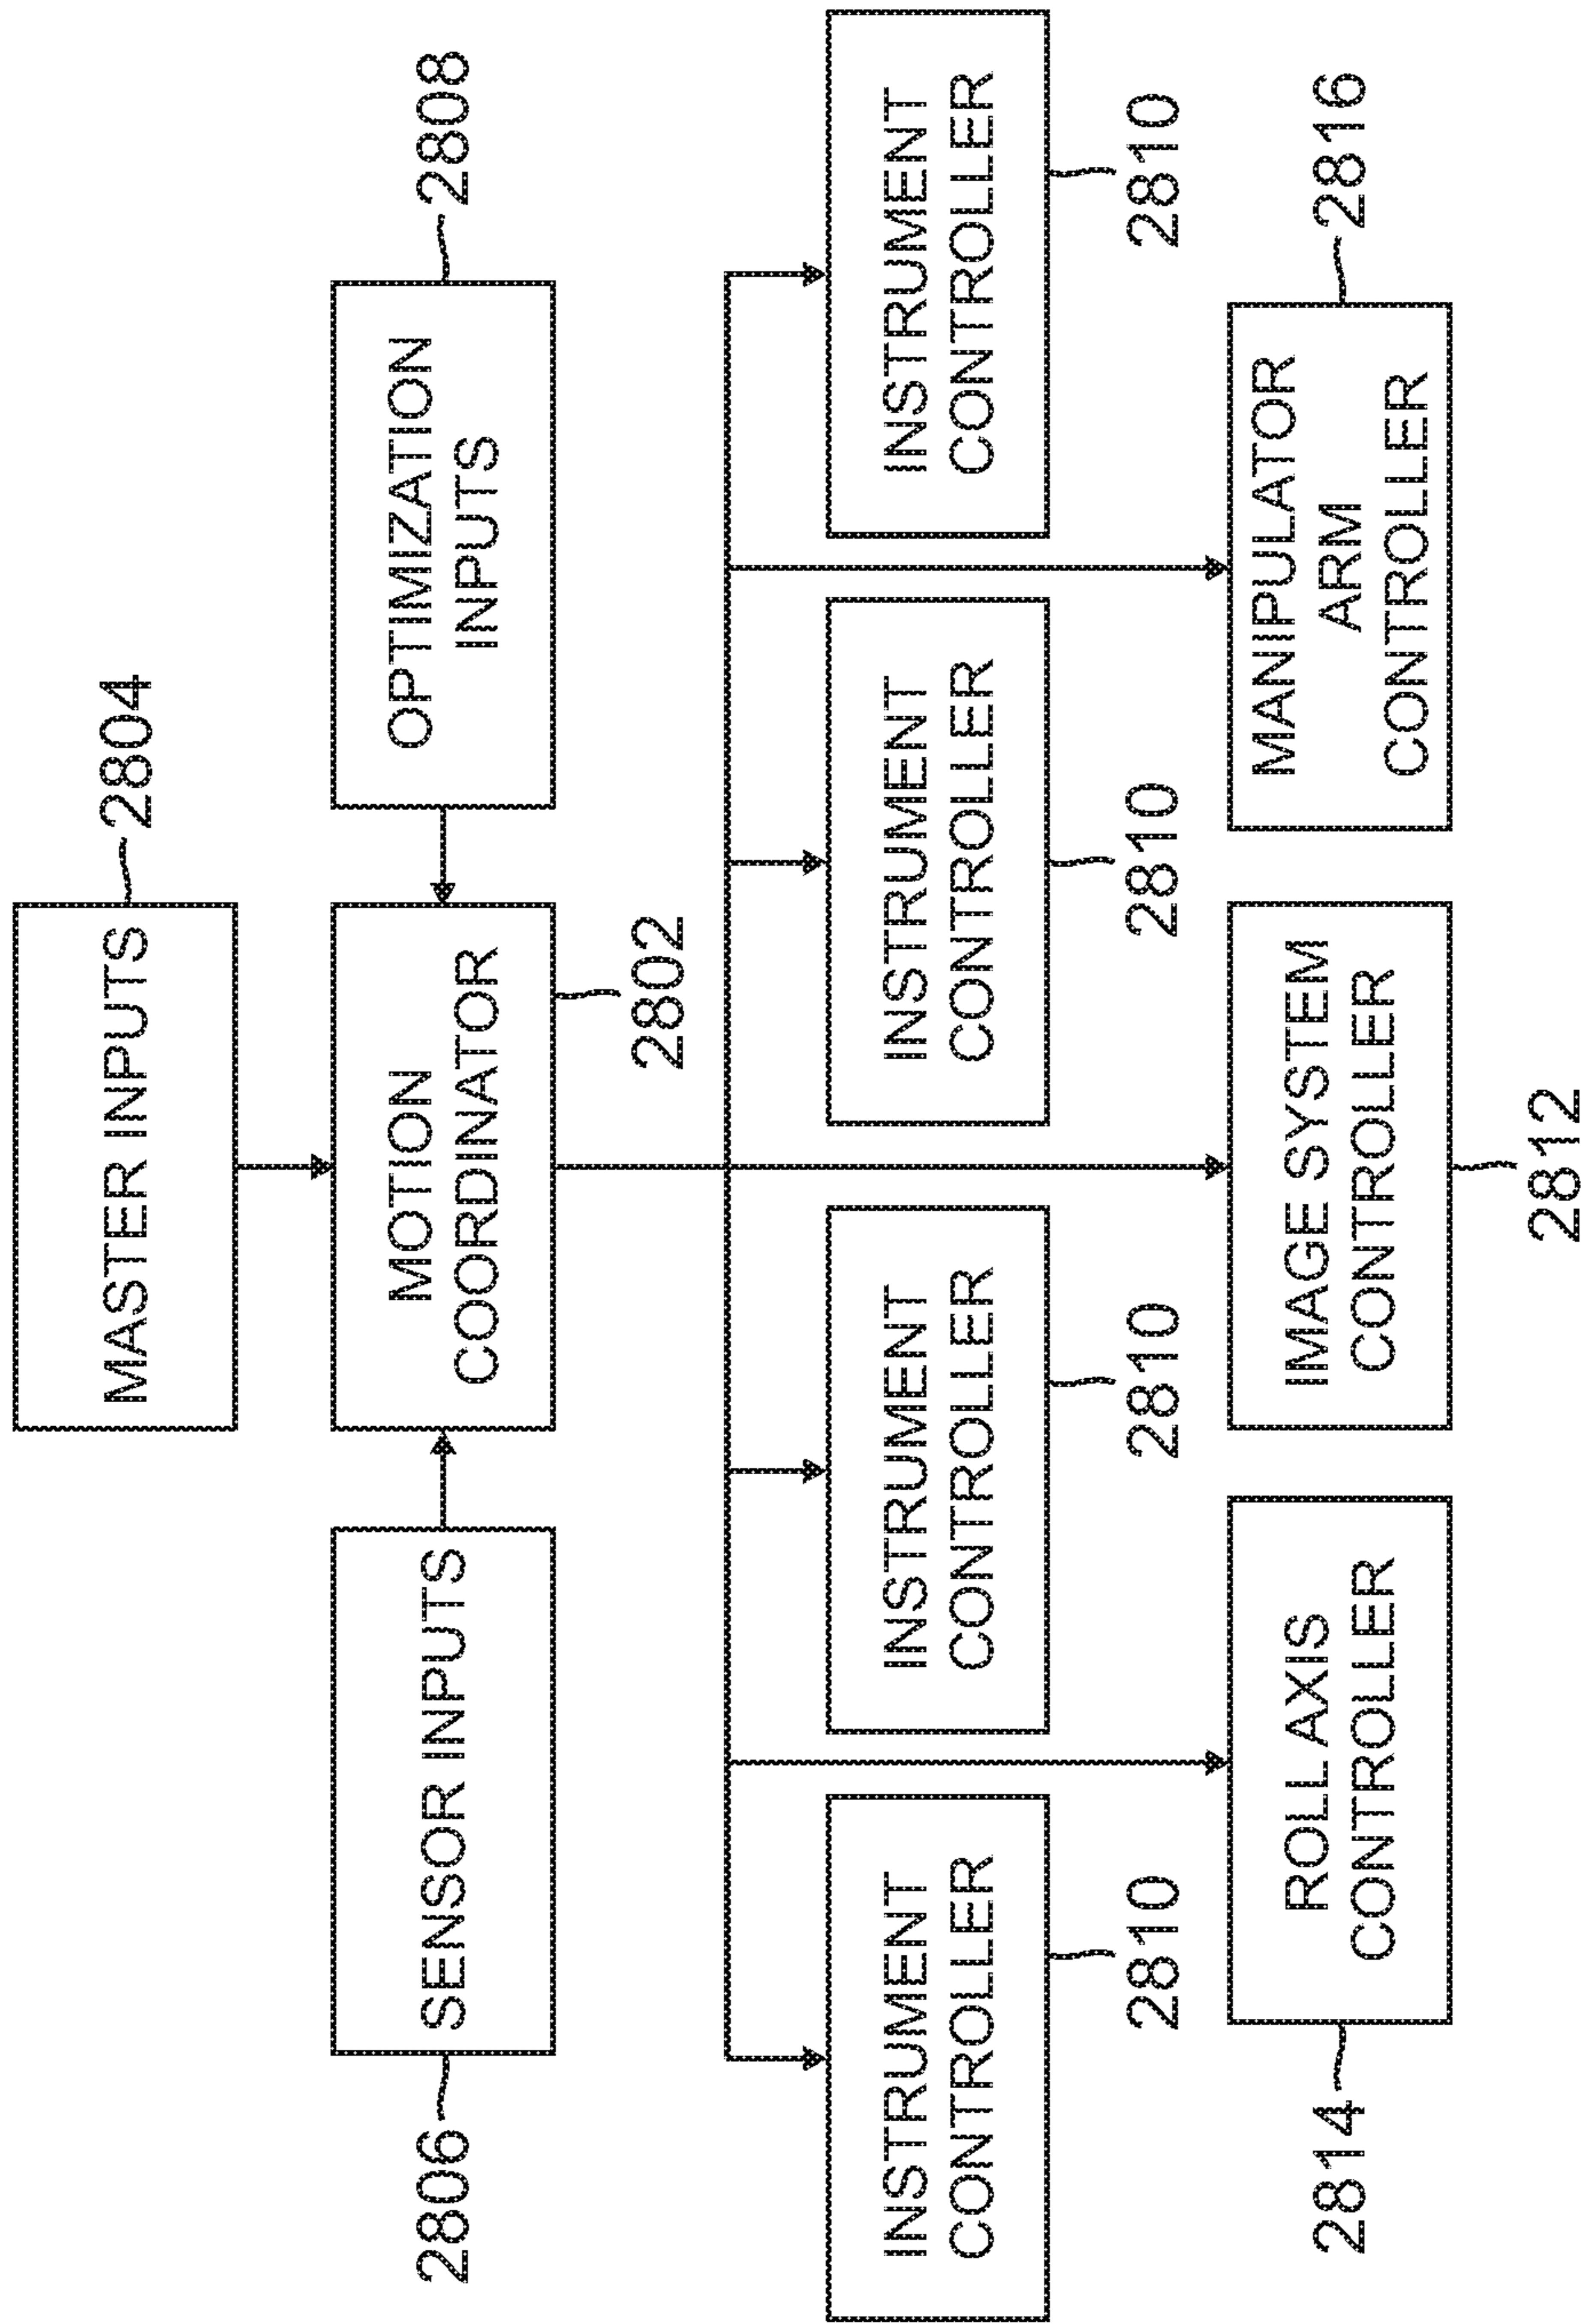 MASTER INPUTS
2804
SENSOR INPUTS
2806
MOTION
COORDINATOR
2802
OPTIMIZATION
INPUTS
2808
INSTRUMENT
CONTROLLER
2810
INSTRUMENT
CONTROLLER
2810
INSTRUMENT
CONTROLLER
2810
INSTRUMENT
CONTROLLER
2810
2814
ROLL AXIS
CONTROLLER
IMAGE SYSTEM
CONTROLLER
2812
MANIPULATOR
ARM
CONTROLLER
2816